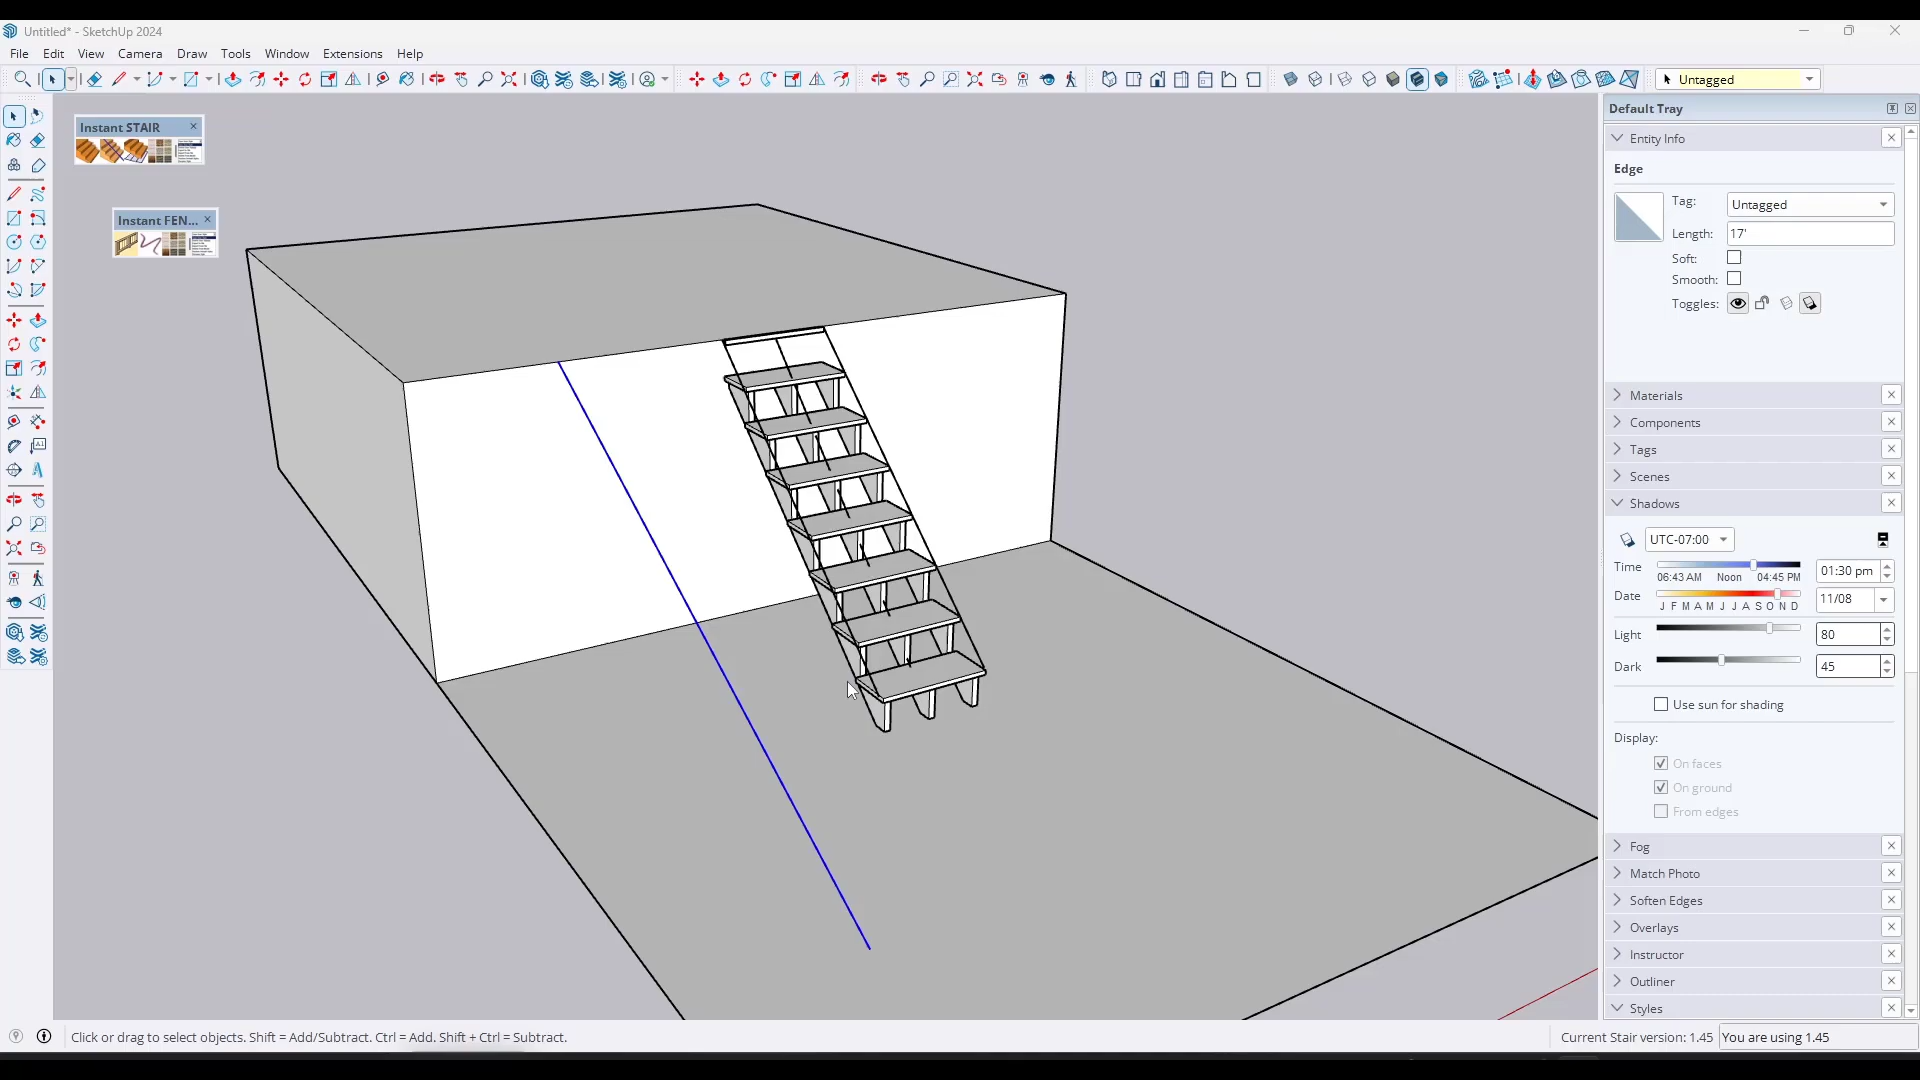 Untitled* - SketchUp 2024
File Edit View Camera Draw Tools Window Extensions Help
Untagged
Default Tray
Instant STAIR
Instant FEN...
Entity Info
Edge
Tag: Untagged
Length: 17'
Soft:
Smooth:
Toggles:
Materials
Components
Tags
Scenes
Shadows
UTC-07:00
Time 06:43 AM Noon 04:45 PM 01:30 pm
Date J F M A M J J A S O N D 11/08
Light 80
Dark 45
Use sun for shading
Display:
On faces
On ground
From edges
Fog
Match Photo
Soften Edges
Overlays
Instructor
Outliner
Styles
Click or drag to select objects. Shift = Add/Subtract. Ctrl = Add. Shift + Ctrl = Subtract.
Current Stair version: 1.45 You are using 1.45